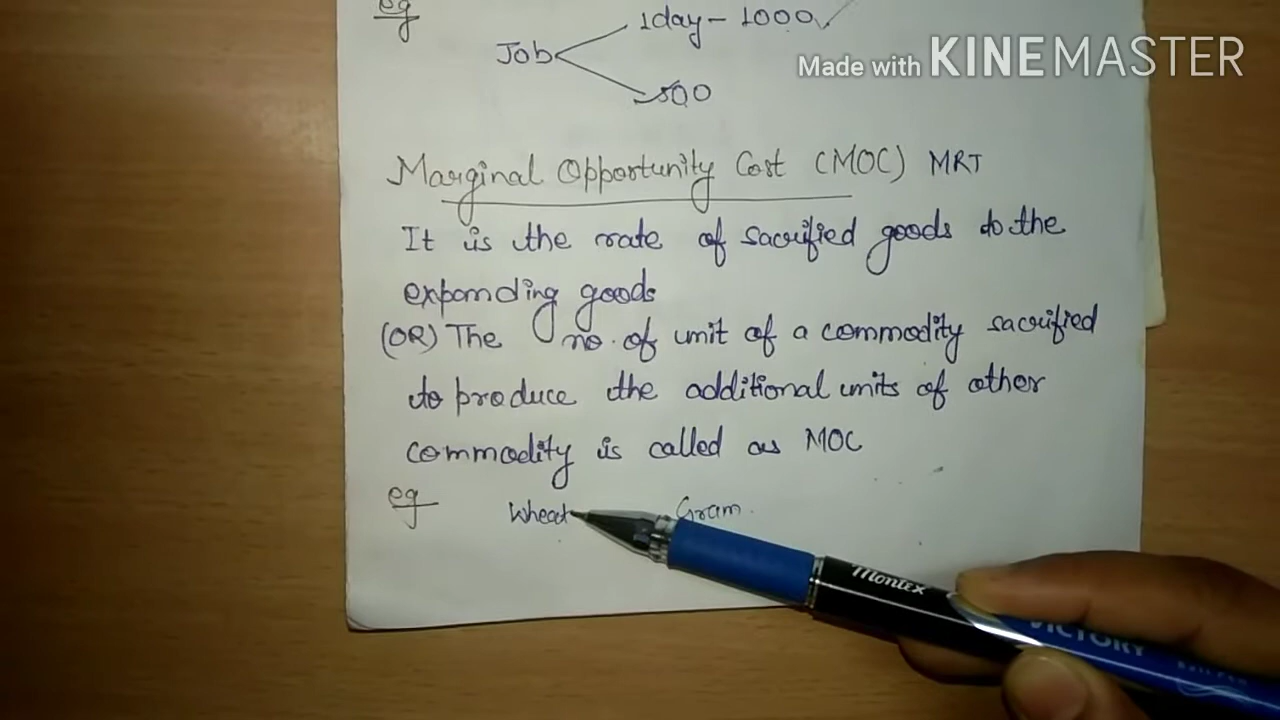 eg
1day - 1000 ✓
Made with KINEMASTER
Job
500
Marginal Opportunity Cost (MOC) MRT
It is the rate of sacrified goods to the
expanding goods
(OR) The no. of unit of a commodity sacrified
to produce the additional units of other
commodity is called as MOC
eg Wheat Gram
Montex
VICTORY